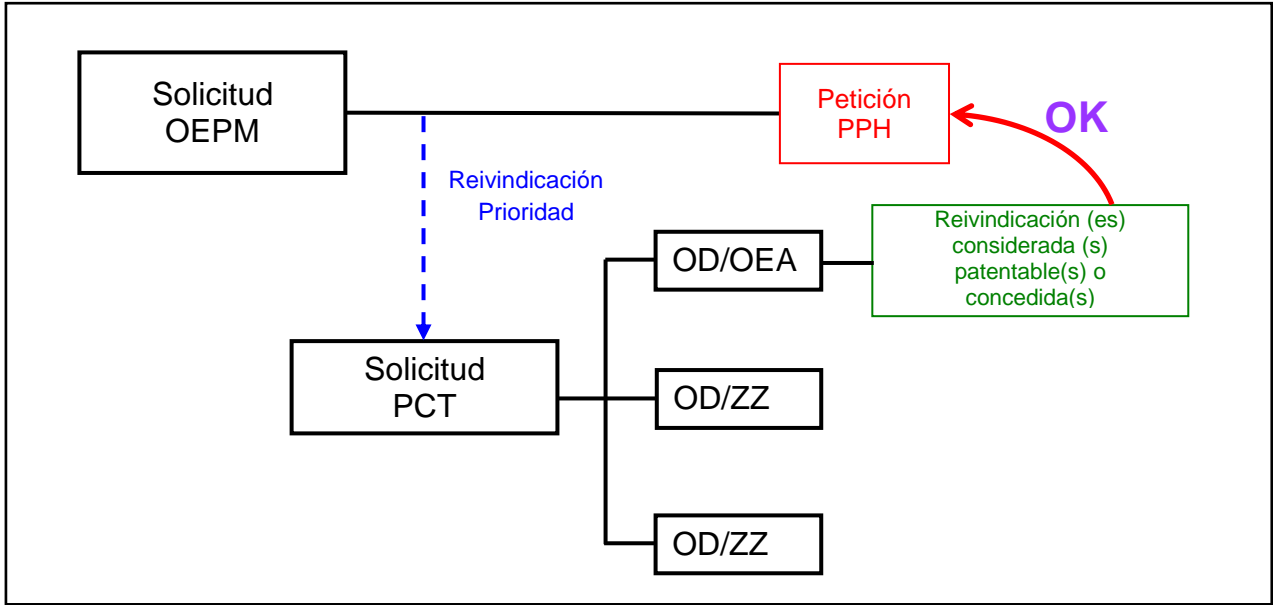 Solicitud
OEPM
Petición
PPH
OK
Reivindicación
Prioridad
Reivindicación (es)
considerada (s)
patentable(s) o
concedida(s)
OD/OEA
Solicitud
PCT
OD/ZZ
OD/ZZ